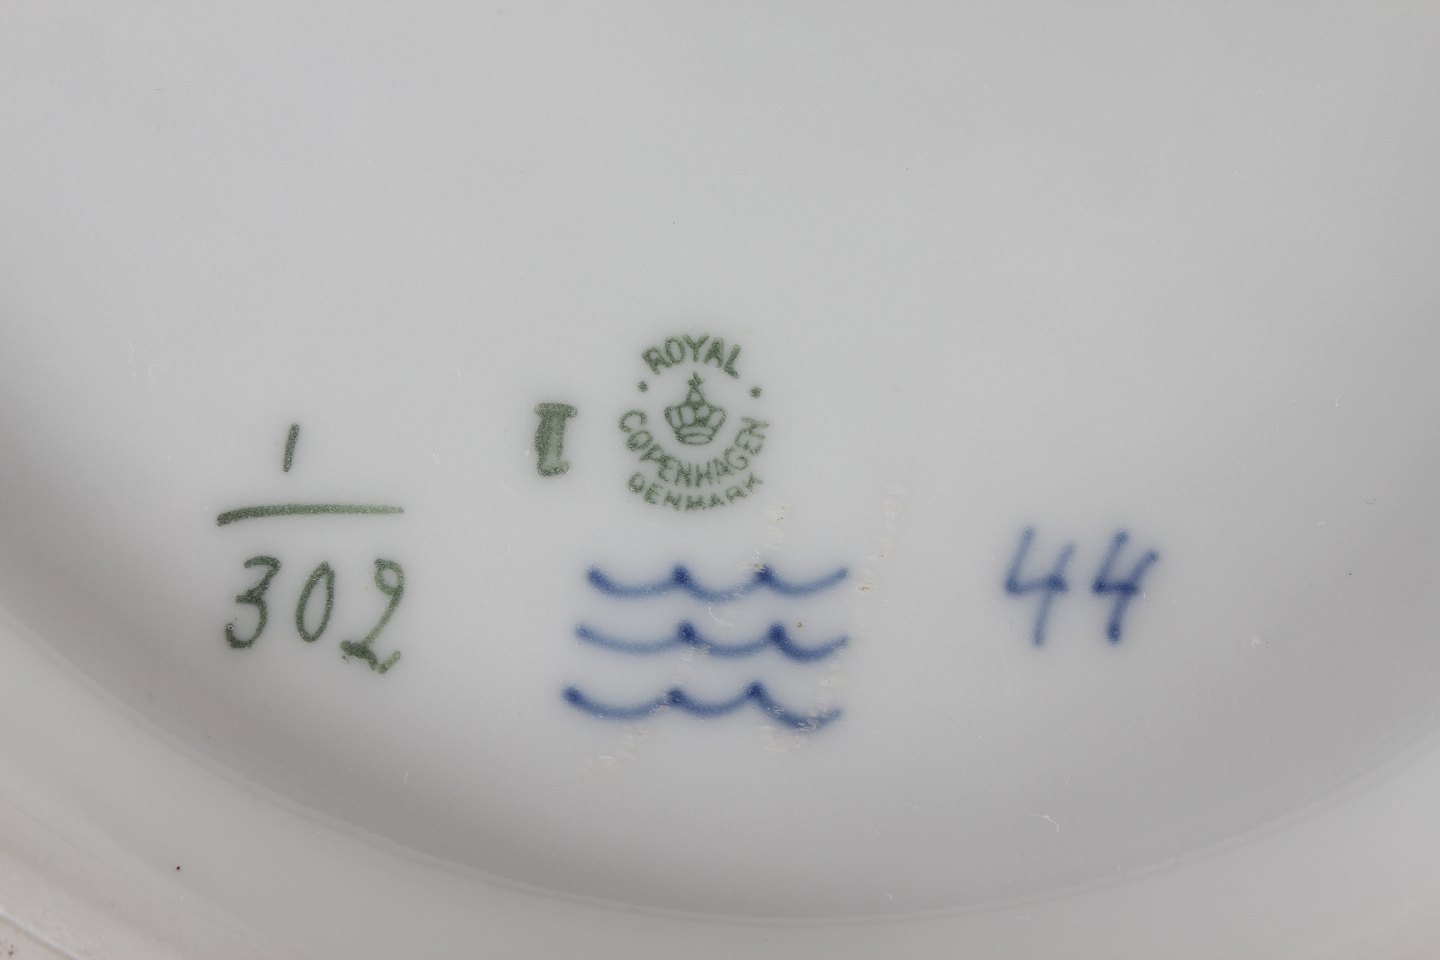 ROYAL
COPENHAGEN
DENMARK
I
1
302
44